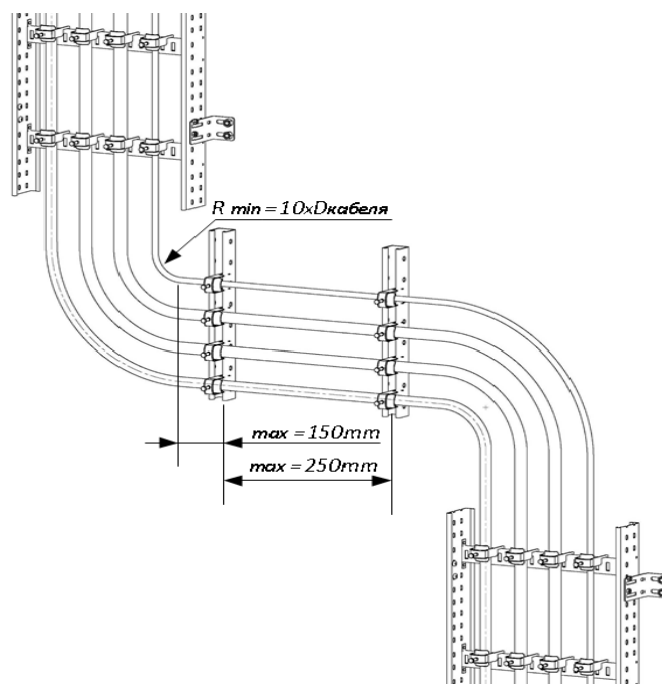 R min = 10xDкабеля
max = 150mm
max = 250mm